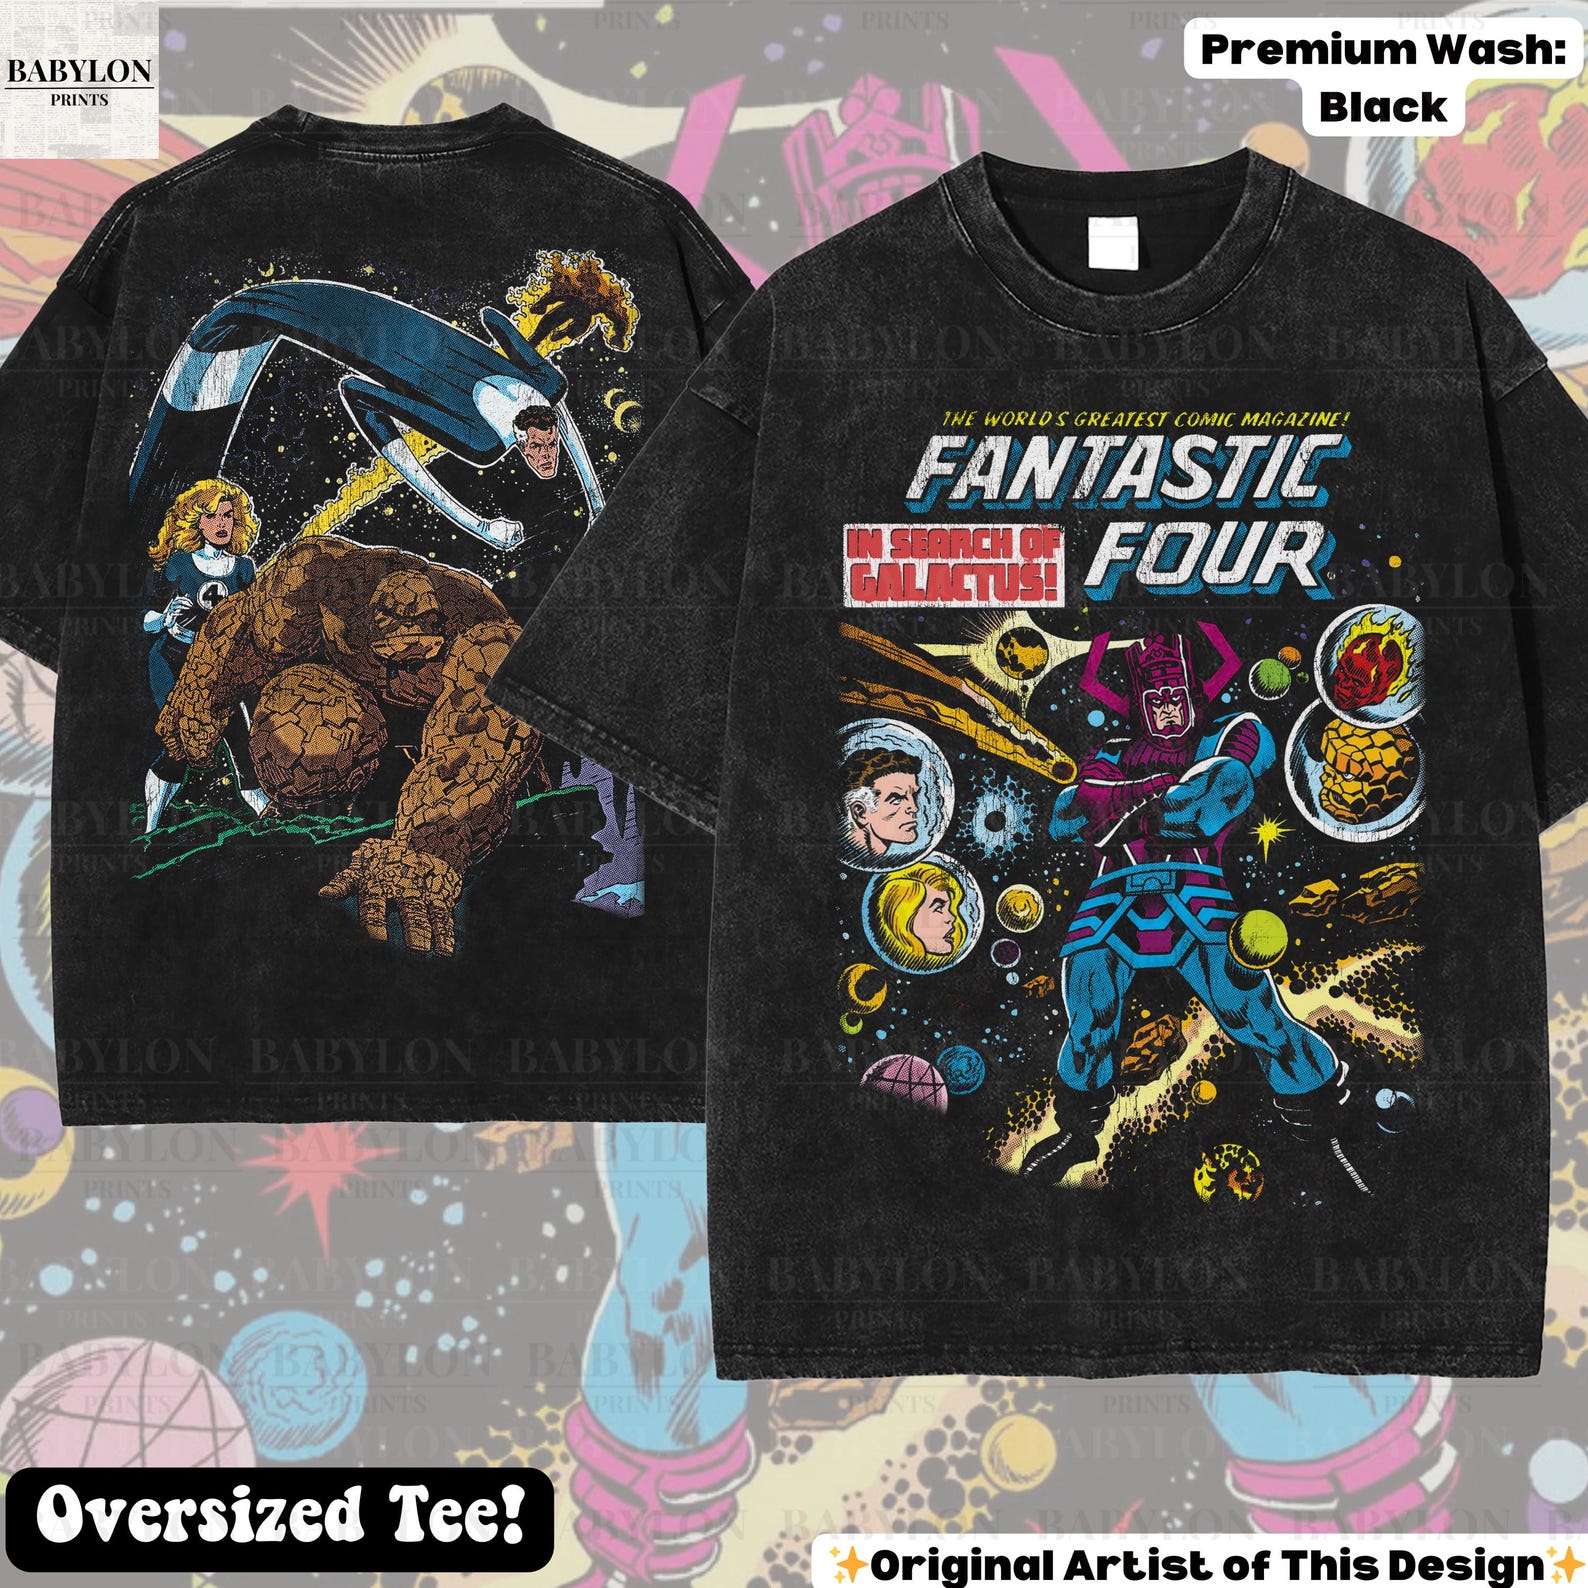 BABYLON
PRINTS
Premium Wash:
Black
THE WORLD'S GREATEST COMIC MAGAZINE!
FANTASTIC
FOUR
IN SEARCH OF
GALACTUS!
4
Oversized Tee!
✨Original Artist of This Design✨